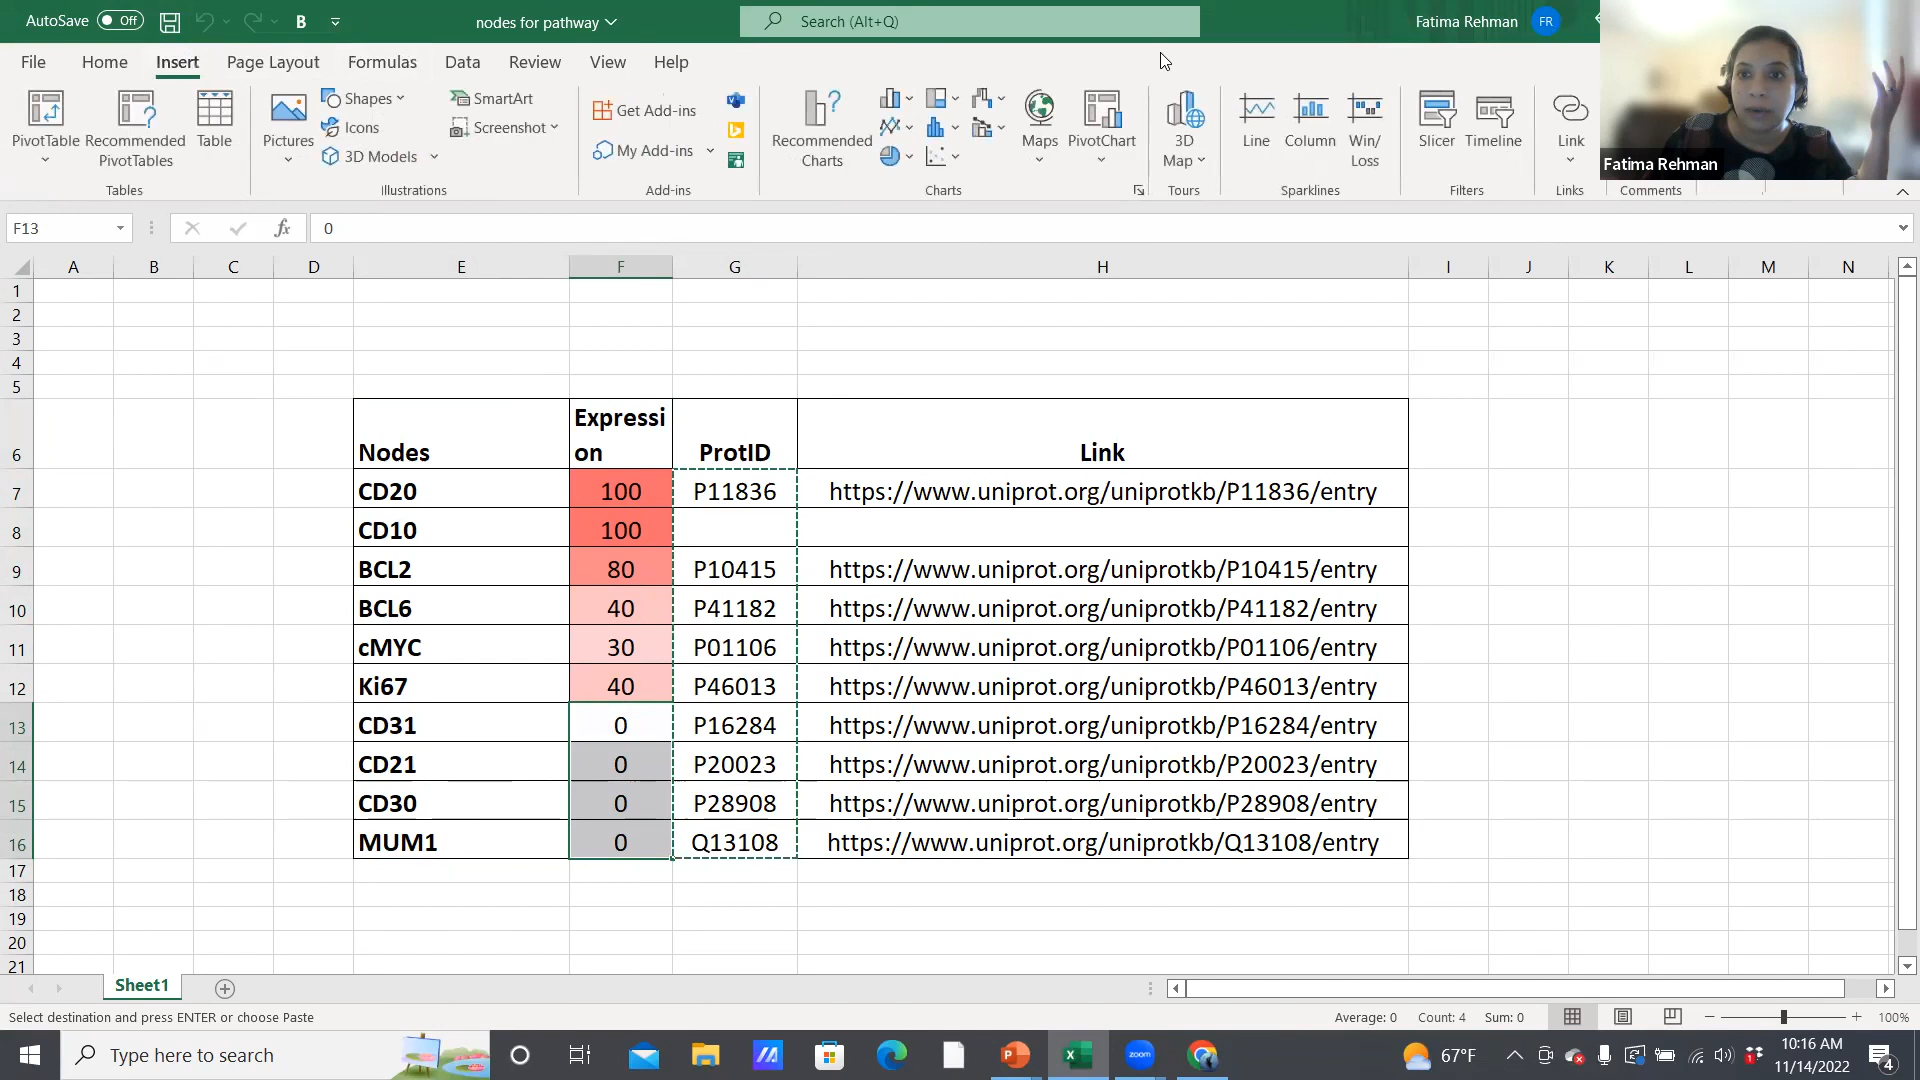 AutoSave Off B nodes for pathway Search (Alt+Q) Fatima Rehman FR
File Home Insert Page Layout Formulas Data Review View Help
PivotTable Recommended PivotTables Table Pictures Shapes Icons 3D Models SmartArt Screenshot Get Add-ins My Add-ins Recommended Charts Maps PivotChart 3D Map Line Column Win/Loss Slicer Timeline Link
Fatima Rehman
Tables Illustrations Add-ins Charts Tours Sparklines Filters Links Comments
F13 fx 0
A B C D E F G H I J K L M N
1
2
3
4
5
6 Nodes Expression ProtID Link
7 CD20 100 P11836 https://www.uniprot.org/uniprotkb/P11836/entry
8 CD10 100
9 BCL2 80 P10415 https://www.uniprot.org/uniprotkb/P10415/entry
10 BCL6 40 P41182 https://www.uniprot.org/uniprotkb/P41182/entry
11 cMYC 30 P01106 https://www.uniprot.org/uniprotkb/P01106/entry
12 Ki67 40 P46013 https://www.uniprot.org/uniprotkb/P46013/entry
13 CD31 0 P16284 https://www.uniprot.org/uniprotkb/P16284/entry
14 CD21 0 P20023 https://www.uniprot.org/uniprotkb/P20023/entry
15 CD30 0 P28908 https://www.uniprot.org/uniprotkb/P28908/entry
16 MUM1 0 Q13108 https://www.uniprot.org/uniprotkb/Q13108/entry
17
18
19
20
21
Sheet1
Select destination and press ENTER or choose Paste Average: 0 Count: 4 Sum: 0 100%
Type here to search zoom 67°F 10:16 AM
11/14/2022 4